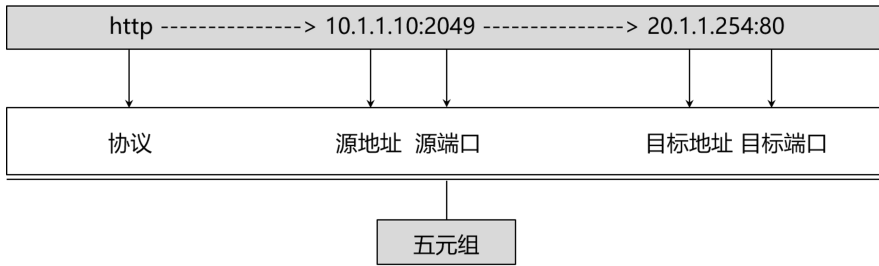 http --------------> 10.1.1.10:2049 --------------> 20.1.1.254:80
协议 源地址 源端口 目标地址 目标端口
五元组